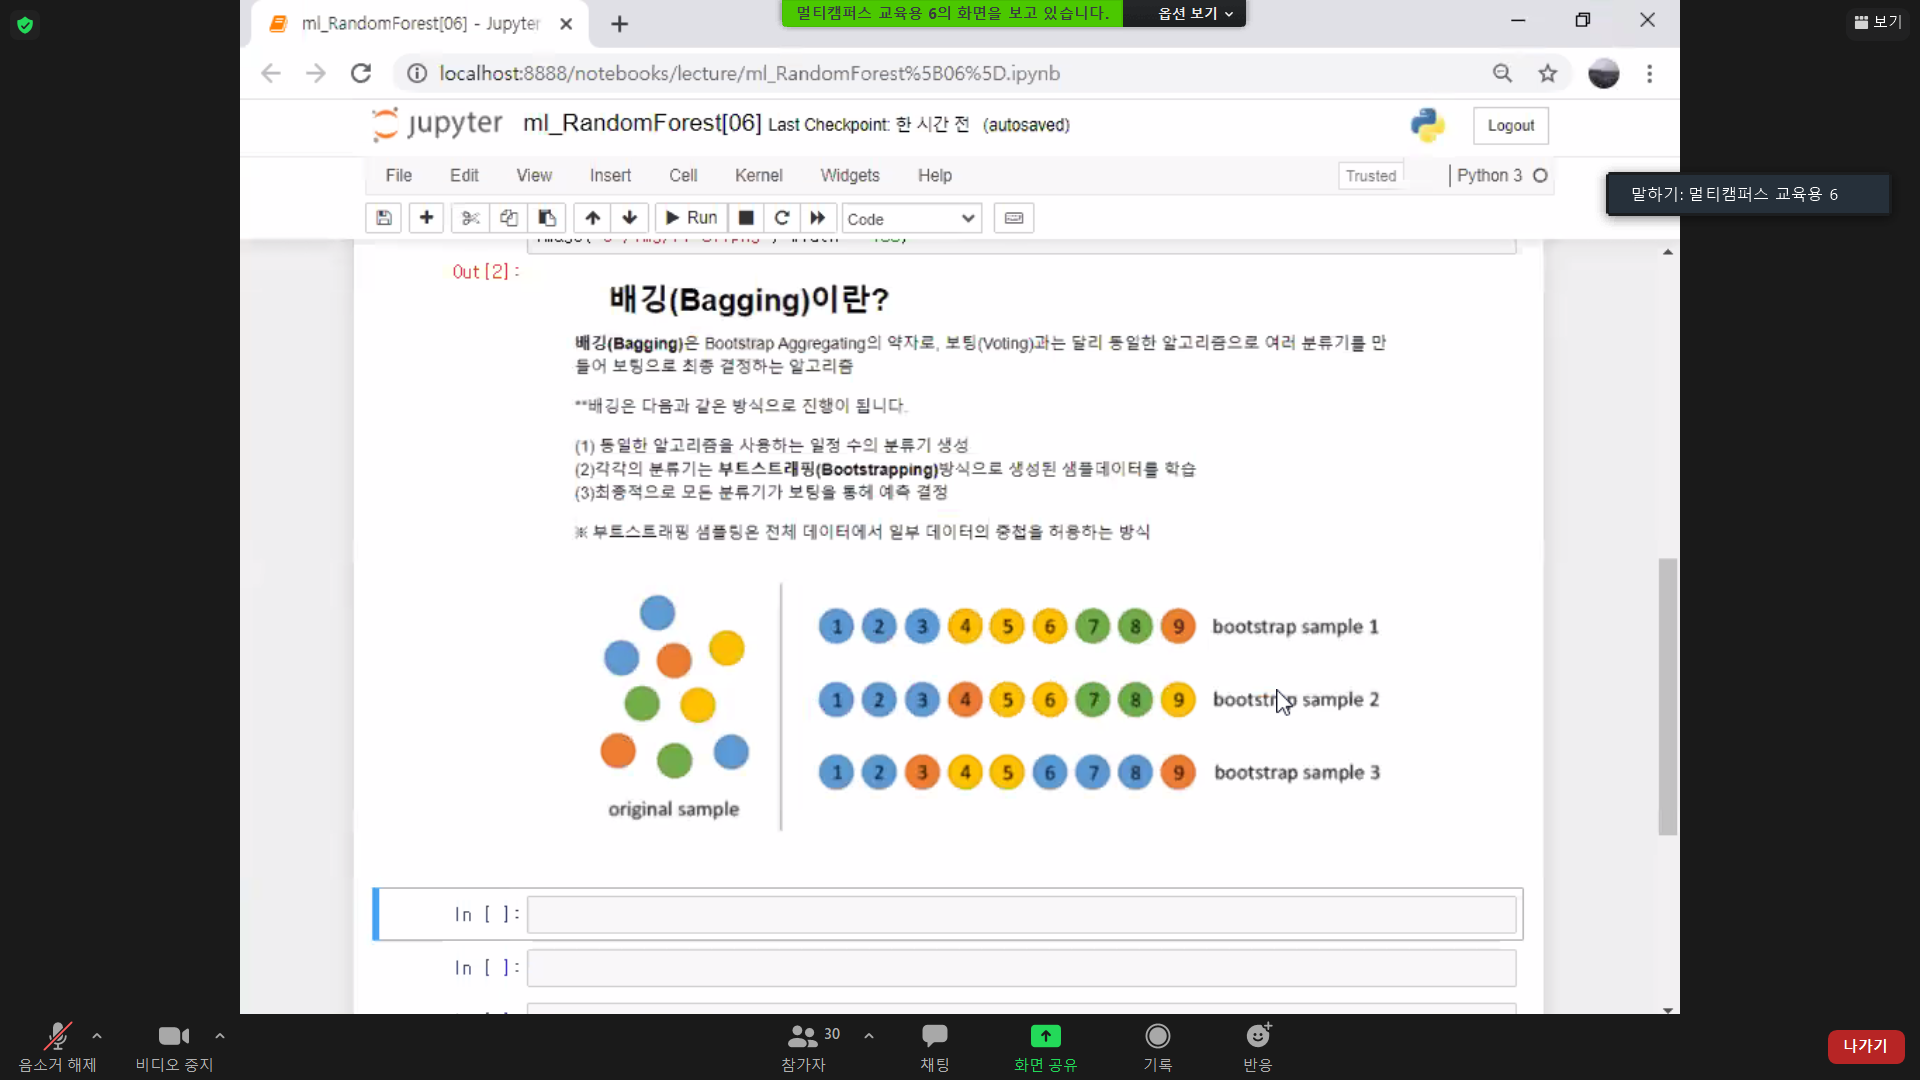 ml_RandomForest[06] - Jupyter
멀티캠퍼스 교육용 6의 화면을 보고 있습니다.
옵션 보기
보기
localhost:8888/notebooks/lecture/ml_RandomForest%5B06%5D.ipynb
jupyter ml_RandomForest[06] Last Checkpoint: 한 시간 전 (autosaved)
Logout
File Edit View Insert Cell Kernel Widgets Help
Trusted
Python 3
말하기: 멀티캠퍼스 교육용 6
Run
Code
Out[2]:
배깅(Bagging)이란?
배깅(Bagging)은 Bootstrap Aggregating의 약자로, 보팅(Voting)과는 달리 동일한 알고리즘으로 여러 분류기를 만
들어 보팅으로 최종 결정하는 알고리즘
**배깅은 다음과 같은 방식으로 진행이 됩니다.
(1) 동일한 알고리즘을 사용하는 일정 수의 분류기 생성
(2)각각의 분류기는 부트스트래핑(Bootstrapping)방식으로 생성된 샘플데이터를 학습
(3)최종적으로 모든 분류기가 보팅을 통헤 예측 결정
※ 부트스트래핑 샘플링은 전체 데이터에서 일부 데이터의 중첩을 허용하는 방식
1 2 3 4 5 6 7 8 9 bootstrap sample 1
1 2 3 4 5 6 7 8 9 bootstrap sample 2
1 2 3 4 5 6 7 8 9 bootstrap sample 3
original sample
In [ ]:
In [ ]:
음소거 해제
비디오 중지
30
참가자
채팅
화면 공유
기록
반응
나가기